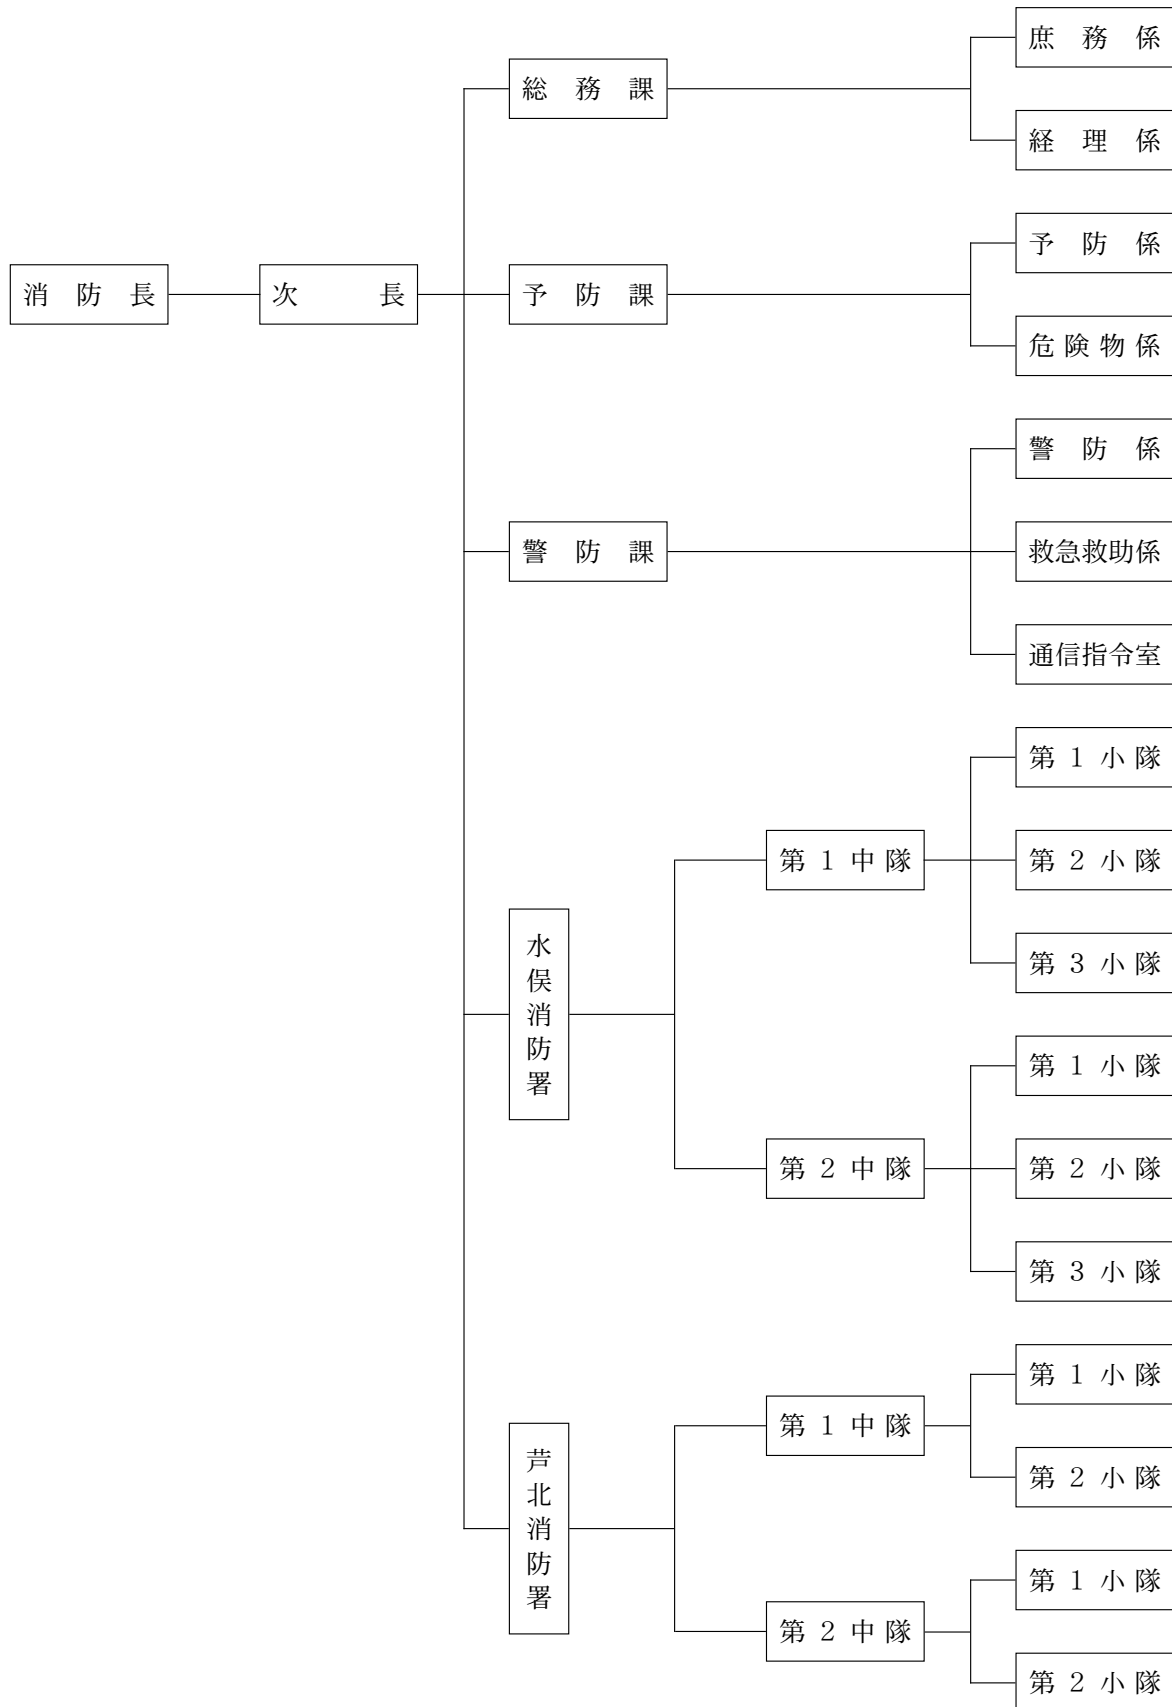 消防長
次長
総務課
庶務係
経理係
予防課
予防係
危険物係
警防課
警防係
救急救助係
通信指令室
水俣消防署
第1中隊
第1小隊
第2小隊
第3小隊
第2中隊
第1小隊
第2小隊
第3小隊
芦北消防署
第1中隊
第1小隊
第2小隊
第2中隊
第1小隊
第2小隊